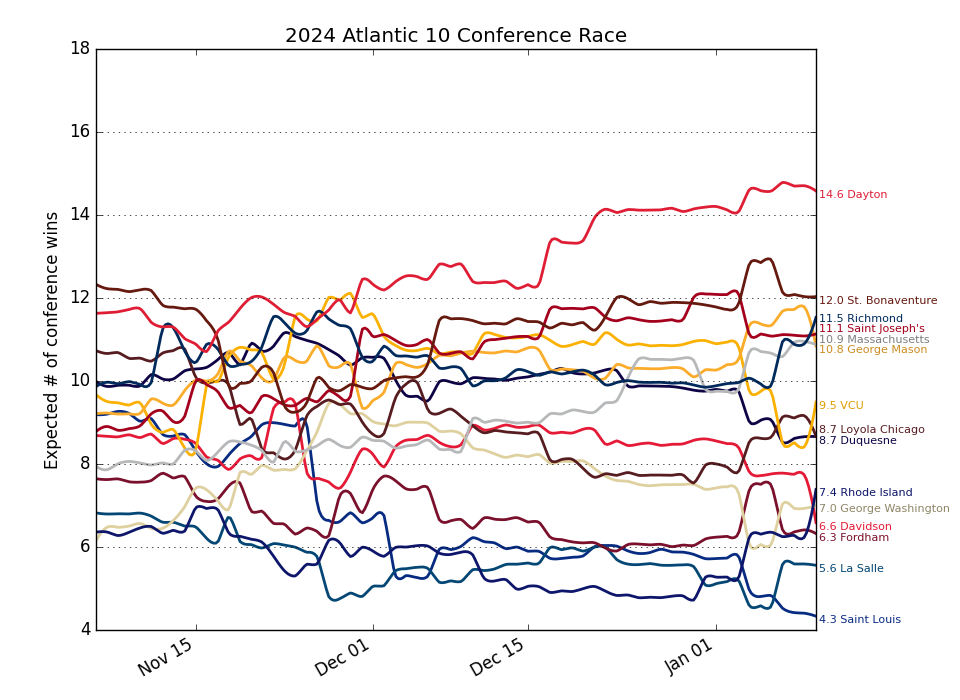 2024 Atlantic 10 Conference Race
Expected # of conference wins
18
16
14
12
10
8
6
4
Nov 15
Dec 01
Dec 15
Jan 01
14.6 Dayton
12.0 St. Bonaventure
11.5 Richmond
11.1 Saint Joseph's
10.9 Massachusetts
10.8 George Mason
9.5 VCU
8.7 Loyola Chicago
8.7 Duquesne
7.4 Rhode Island
7.0 George Washington
6.6 Davidson
6.3 Fordham
5.6 La Salle
4.3 Saint Louis